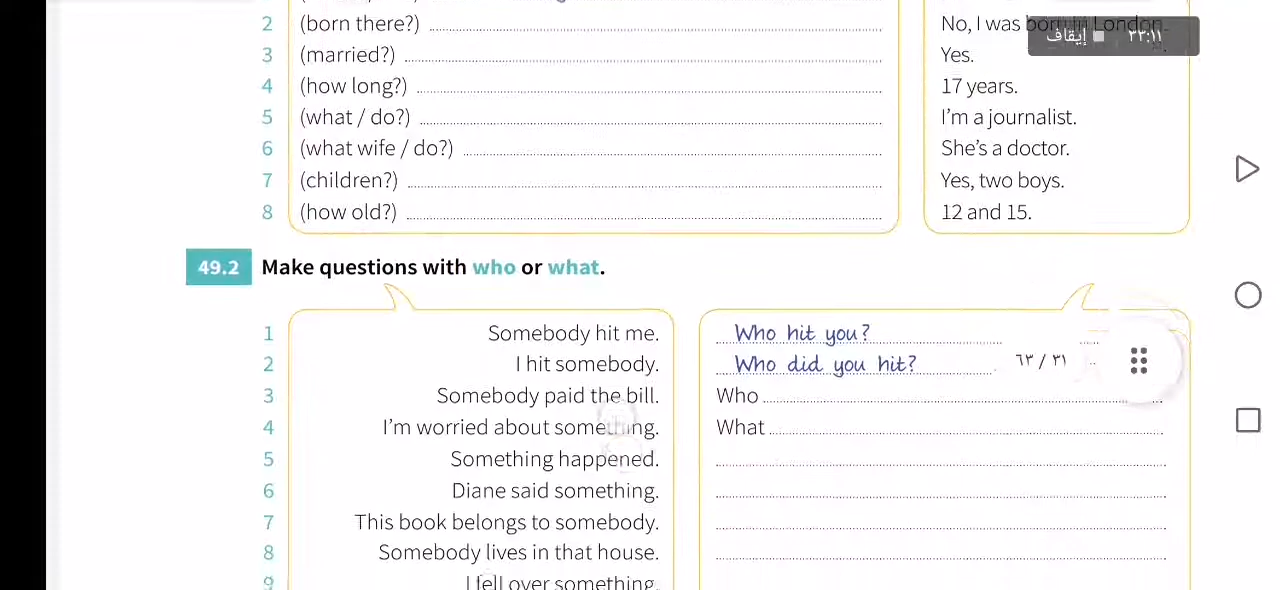 2 (born there?) No, I was born in London
إيقاف ٢٣:١١
3 (married?) Yes.
4 (how long?) 17 years.
5 (what / do?) I'm a journalist.
6 (what wife / do?) She's a doctor.
7 (children?) Yes, two boys.
8 (how old?) 12 and 15.
49.2 Make questions with who or what.
1 Somebody hit me. Who hit you?
2 I hit somebody. Who did you hit?
٦٣ / ٣١
3 Somebody paid the bill. Who
4 I'm worried about something. What
5 Something happened.
6 Diane said something.
7 This book belongs to somebody.
8 Somebody lives in that house.
9 I fell over something.